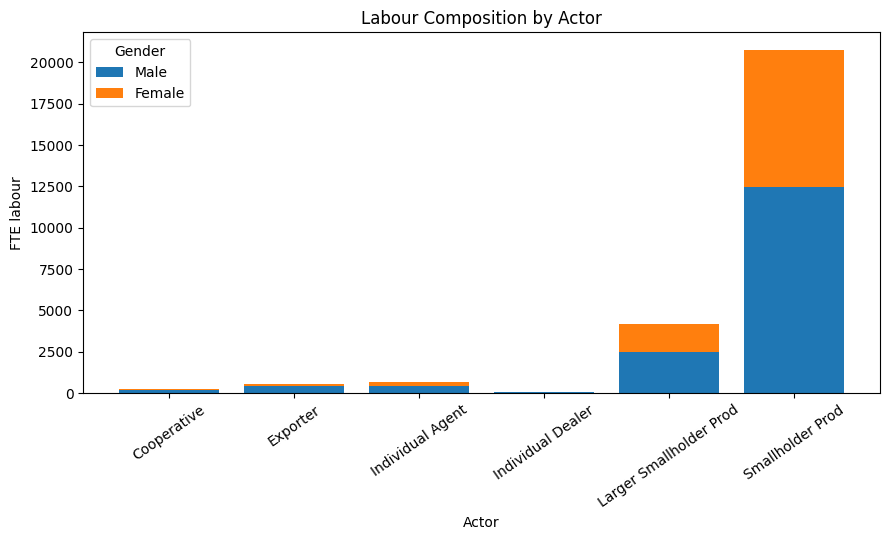 Labour Composition by Actor
Gender
Male
Female
FTE labour
20000
17500
15000
12500
10000
7500
5000
2500
0
Cooperative
Exporter
Individual Agent
Individual Dealer
Larger Smallholder Prod
Smallholder Prod
Actor